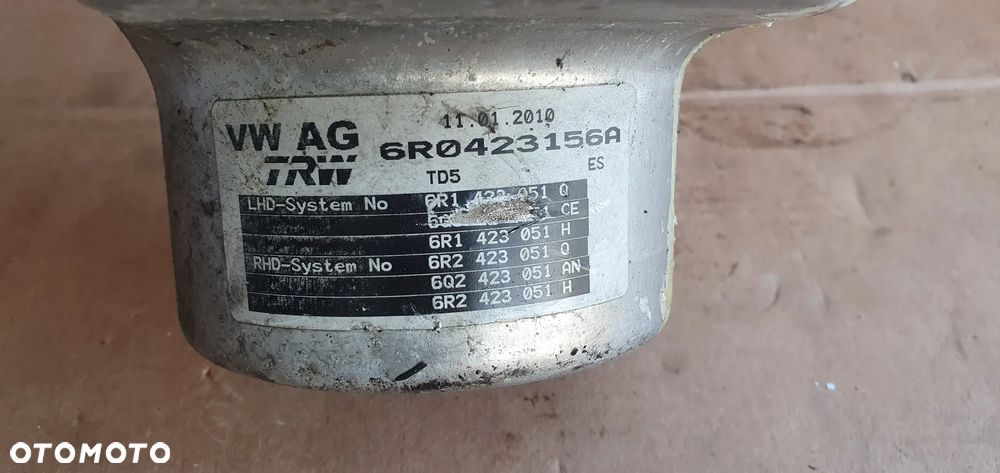 11.01.2010
VW AG 6R0423156A
TRW TD5 ES
LHD-System No 6R1 423 051 Q
CE
6R1 423 051 H
RHD-System No 6R2 423 051 Q
6Q2 423 051 AN
6R2 423 051 H
OTOMOTO